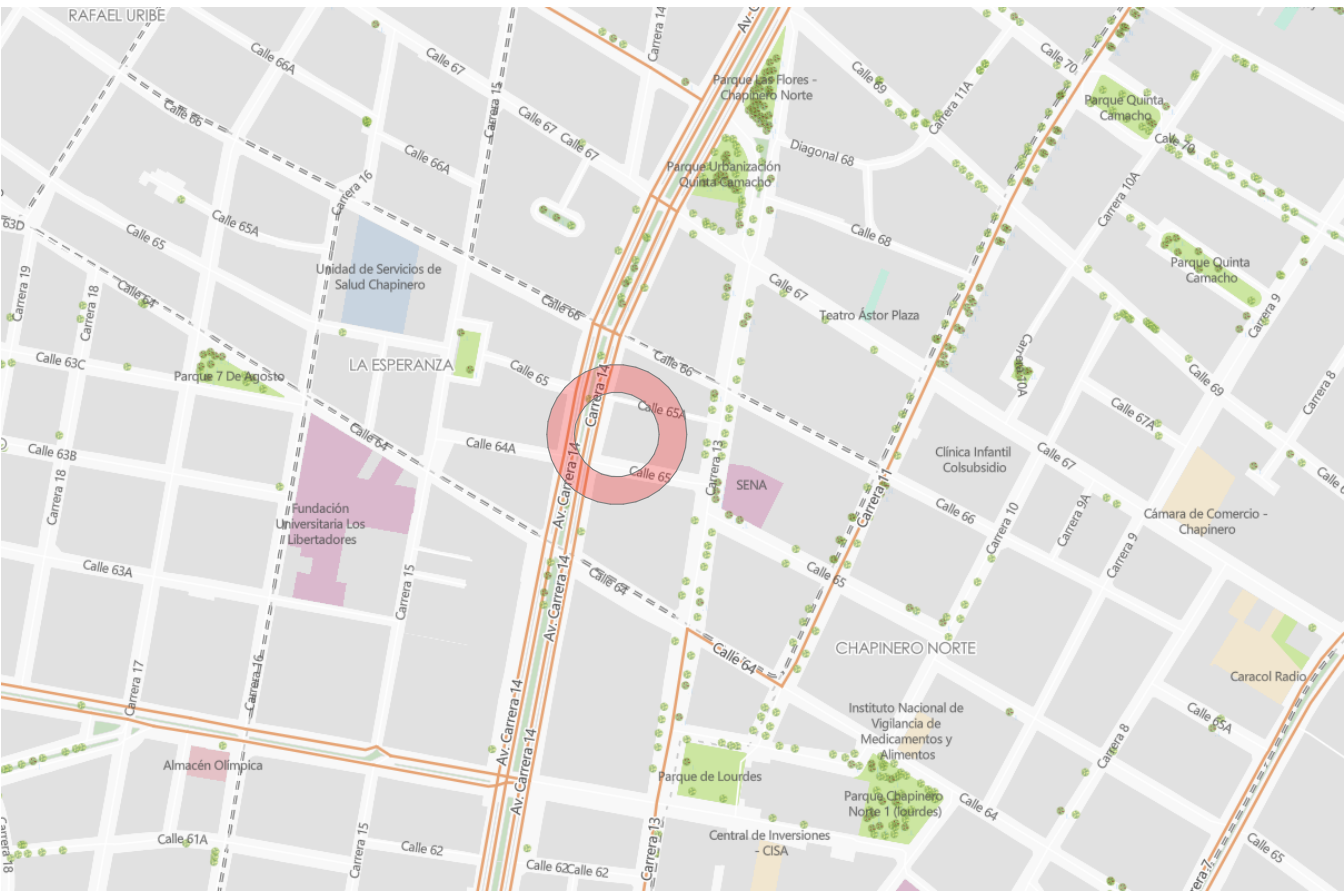 RAFAEL URIBE
Carrera 14
Av. C
Calle 66A
Calle 67
Calle 70
Parque Las Flores -
Chapinero Norte
Calle 69
Carrera 11A
Parque Quinta
Camacho
Calle 66
Carrera 15
Calle 67
Calle 67
Calle 70
Calle 66A
Diagonal 68
Parque Urbanización
Quinta Camacho
Carrera 16
Carrera 10A
63D
Calle 65
Calle 65A
Calle 68
Unidad de Servicios de
Salud Chapinero
Parque Quinta
Camacho
Carrera 19
Carrera 18
Calle 64
Calle 66
Calle 67
Teatro Ástor Plaza
Carrera 9
Calle 63C
Parque 7 De Agosto
LA ESPERANZA
Calle 65
Carrera 14
Calle 66
Carrera 10A
Calle 69
Carrera 8
Calle 65A
Calle 67A
Calle 63B
Calle 64
Calle 64A
Calle 65
Carrera 13
SENA
Clínica Infantil
Colsubsidio
Calle 67
Calle 6
Carrera 18
Av. Carrera 14
Carrera 11
Calle 66
Carrera 10
Carrera 9A
Carrera 9
Cámara de Comercio -
Chapinero
Fundación
Universitaria Los
Libertadores
Calle 63A
Carrera 15
Av. Carrera 14
Calle 64
Calle 65
Calle 64
CHAPINERO NORTE
Caracol Radio
Carrera 17
Carrera 16
Av. Carrera 14
Av. Carrera 14
Instituto Nacional de
Vigilancia de
Medicamentos y
Alimentos
Calle 65A
Carrera 8
Almacén Olímpica
Parque de Lourdes
Parque Chapinero
Norte 1 (lourdes)
Calle 64
Carrera 18
Calle 61A
Carrera 15
Calle 62
Calle 62
Calle 62
Carrera 13
Central de Inversiones
- CISA
Calle 65
rera 7